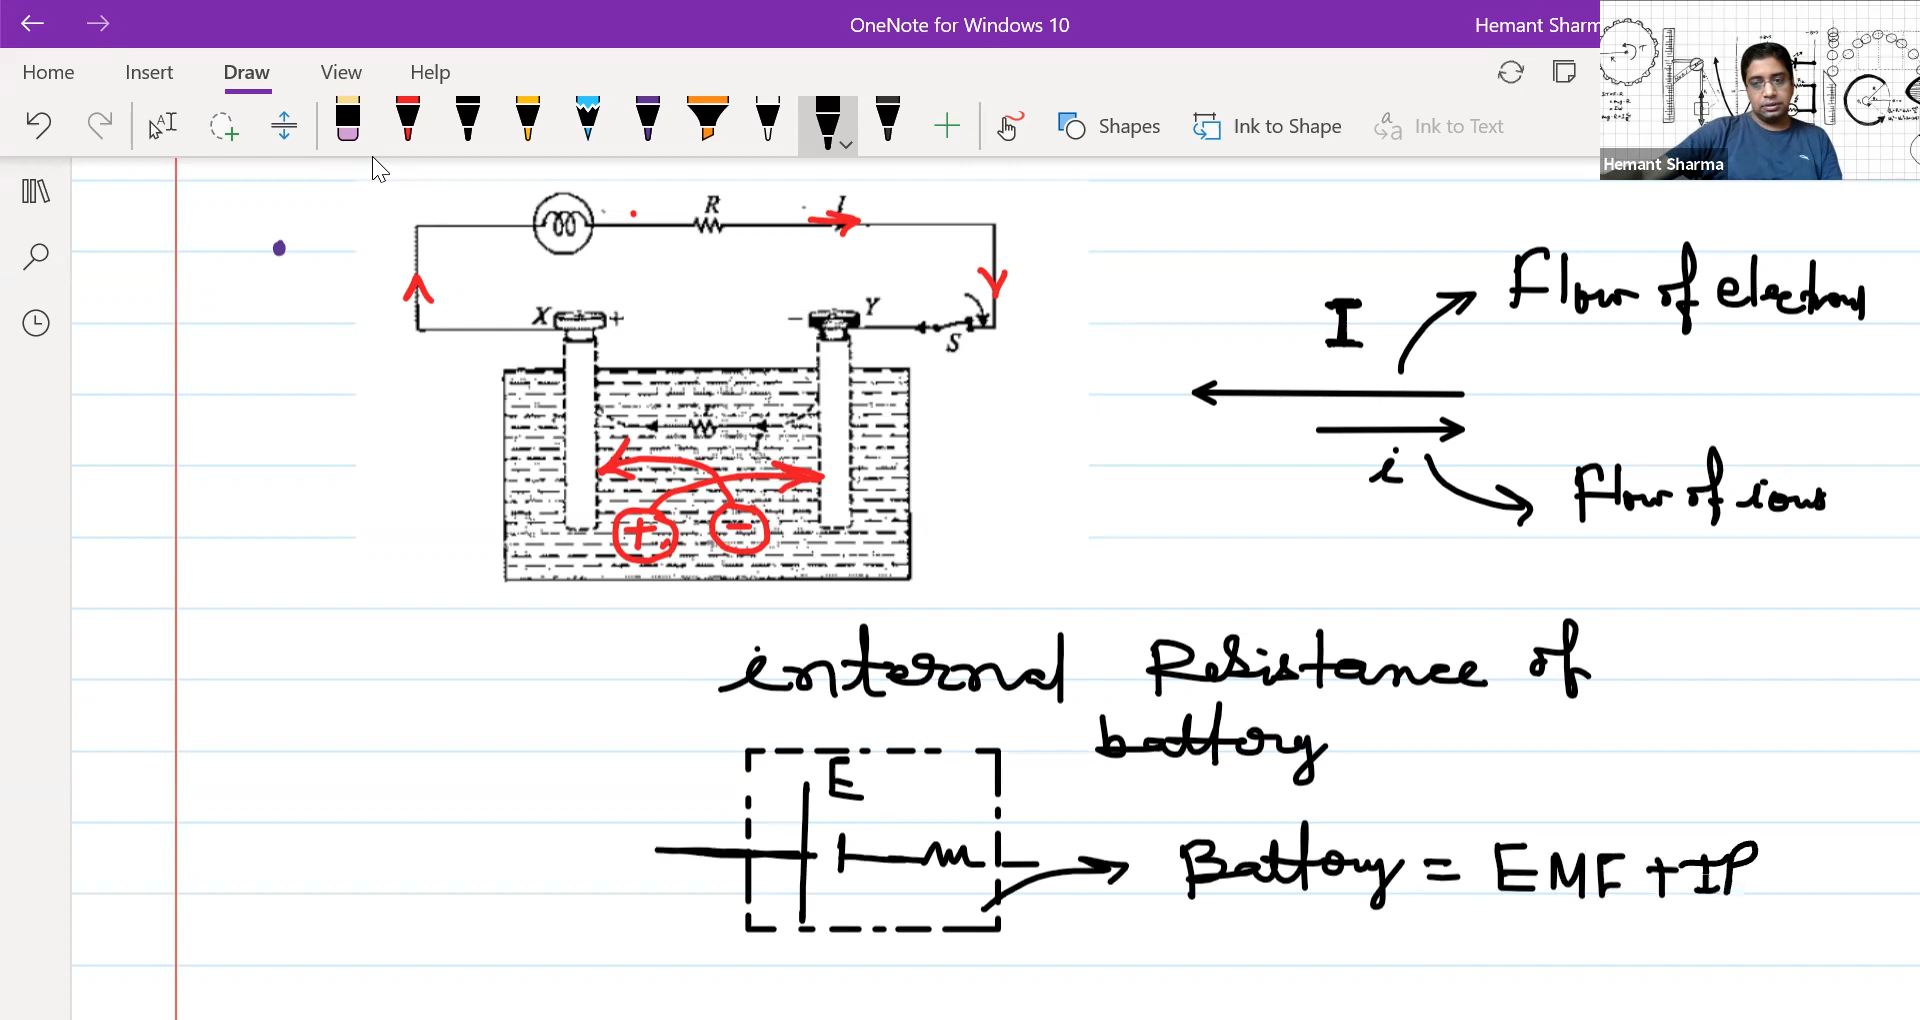 OneNote for Windows 10
Hemant Sharm
Home Insert Draw View Help
Shapes Ink to Shape Ink to Text
Hemant Sharma
R I
X + - Y
S
r
+ -
I Flow of electrons
i Flow of ions
internal Resistance of
battery
E
Battery = EMF + IP